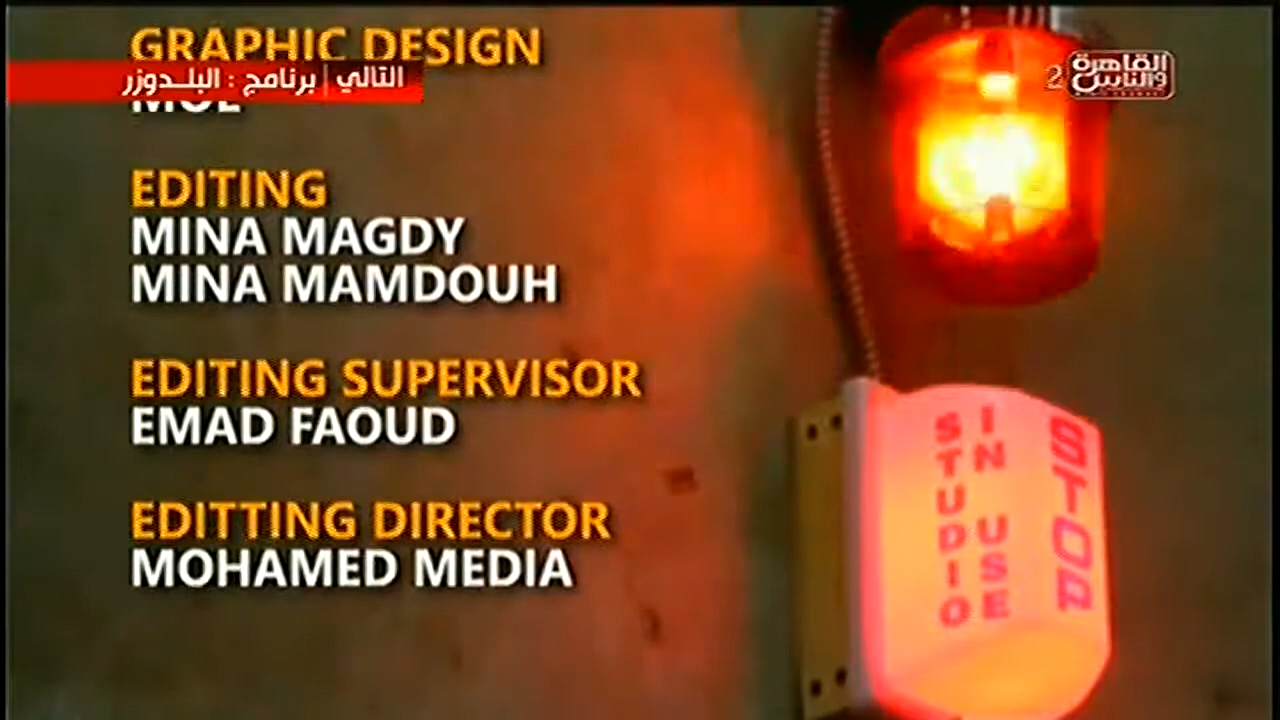 GRAPHIC DESIGN
التالي | برنامج : البلدوزر
EDITING
MINA MAGDY
MINA MAMDOUH
EDITING SUPERVISOR
EMAD FAOUD
EDITTING DIRECTOR
MOHAMED MEDIA
2
القاهرة
والناس
STUDIO
IN USE
STOP